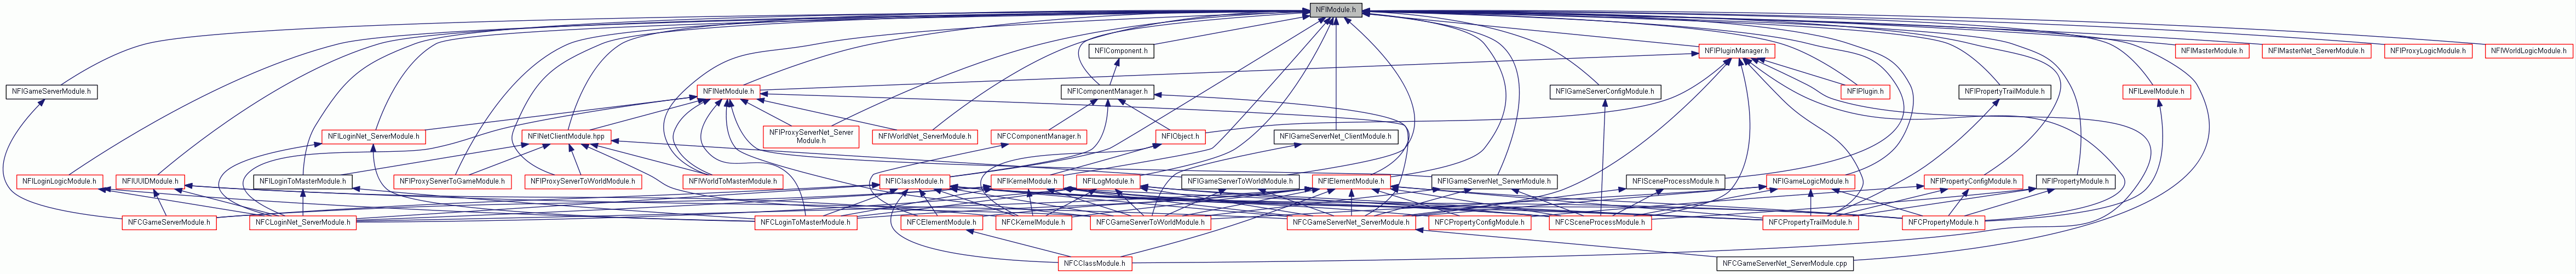 NFIModule.h
NFIComponent.h
NFIPluginManager.h
NFIMasterModule.h
NFIMasterNet_ServerModule.h
NFIProxyLogicModule.h
NFIWorldLogicModule.h
NFIGameServerModule.h
NFINetModule.h
NFIComponentManager.h
NFIGameServerConfigModule.h
NFIPlugin.h
NFIPropertyTrailModule.h
NFILevelModule.h
NFILoginNet_ServerModule.h
NFINetClientModule.hpp
NFIProxyServerNet_Server
Module.h
NFIWorldNet_ServerModule.h
NFCComponentManager.h
NFIObject.h
NFIGameServerNet_ClientModule.h
NFILoginLogicModule.h
NFIUUIDModule.h
NFILoginToMasterModule.h
NFIProxyServerToGameModule.h
NFIProxyServerToWorldModule.h
NFIWorldToMasterModule.h
NFIClassModule.h
NFIKernelModule.h
NFILogModule.h
NFIGameServerToWorldModule.h
NFIElementModule.h
NFIGameServerNet_ServerModule.h
NFISceneProcessModule.h
NFIGameLogicModule.h
NFIPropertyConfigModule.h
NFIPropertyModule.h
NFCGameServerModule.h
NFCLoginNet_ServerModule.h
NFCLoginToMasterModule.h
NFCElementModule.h
NFCKernelModule.h
NFCGameServerToWorldModule.h
NFCGameServerNet_ServerModule.h
NFCPropertyConfigModule.h
NFCSceneProcessModule.h
NFCPropertyTrailModule.h
NFCPropertyModule.h
NFCClassModule.h
NFCGameServerNet_ServerModule.cpp